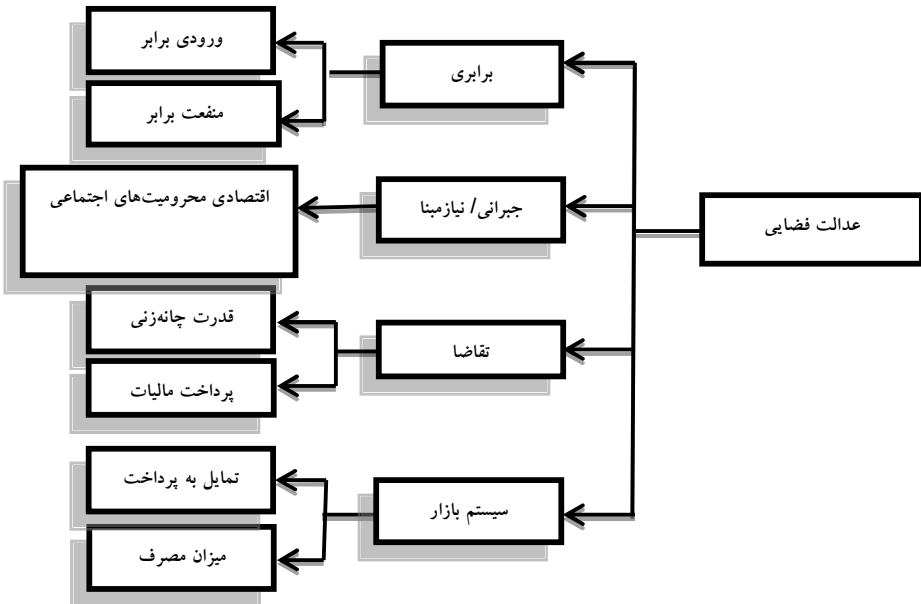 عدالت فضایی
برابری
ورودی برابر
منفعت برابر
جبرانی/ نیازمبنا
اقتصادی محرومیت‌های اجتماعی
تقاضا
قدرت چانه‌زنی
پرداخت مالیات
سیستم بازار
تمایل به پرداخت
میزان مصرف